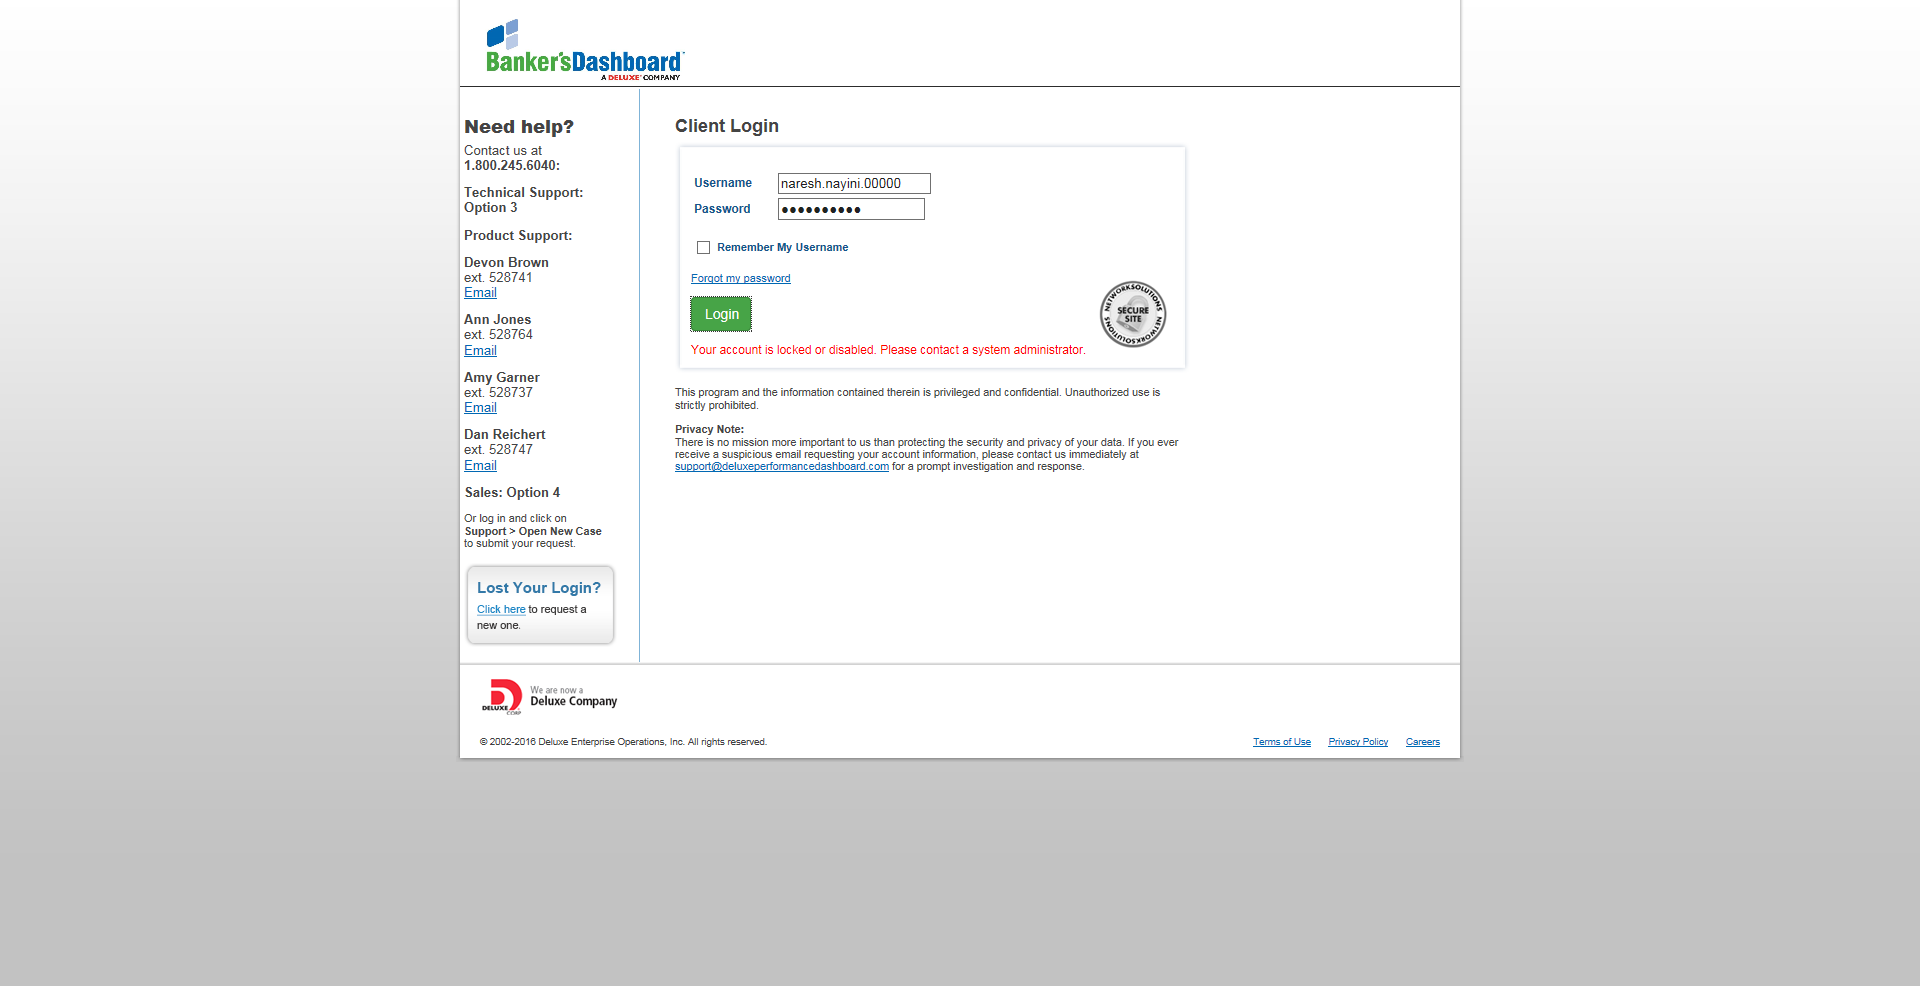 Banker'sDashboard
A DELUXE COMPANY
Need help?
Contact us at
1.800.245.6040:
Technical Support:
Option 3
Product Support:
Devon Brown
ext. 528741
Email
Ann Jones
ext. 528764
Email
Amy Garner
ext. 528737
Email
Dan Reichert
ext. 528747
Email
Sales: Option 4
Or log in and click on
Support > Open New Case
to submit your request.
Lost Your Login?
Click here to request a
new one.
Client Login
Username naresh.nayini.00000
Password ●●●●●●●●●●
Remember My Username
Forgot my password
Login
NETWORKSOLUTIONS NETWORKSOLUTIONS
SECURE
SITE
Your account is locked or disabled. Please contact a system administrator.
This program and the information contained therein is privileged and confidential. Unauthorized use is
strictly prohibited.
Privacy Note:
There is no mission more important to us than protecting the security and privacy of your data. If you ever
receive a suspicious email requesting your account information, please contact us immediately at
support@deluxeperformancedashboard.com for a prompt investigation and response.
DELUXE
CORP
We are now a
Deluxe Company
© 2002-2016 Deluxe Enterprise Operations, Inc. All rights reserved.
Terms of Use Privacy Policy Careers